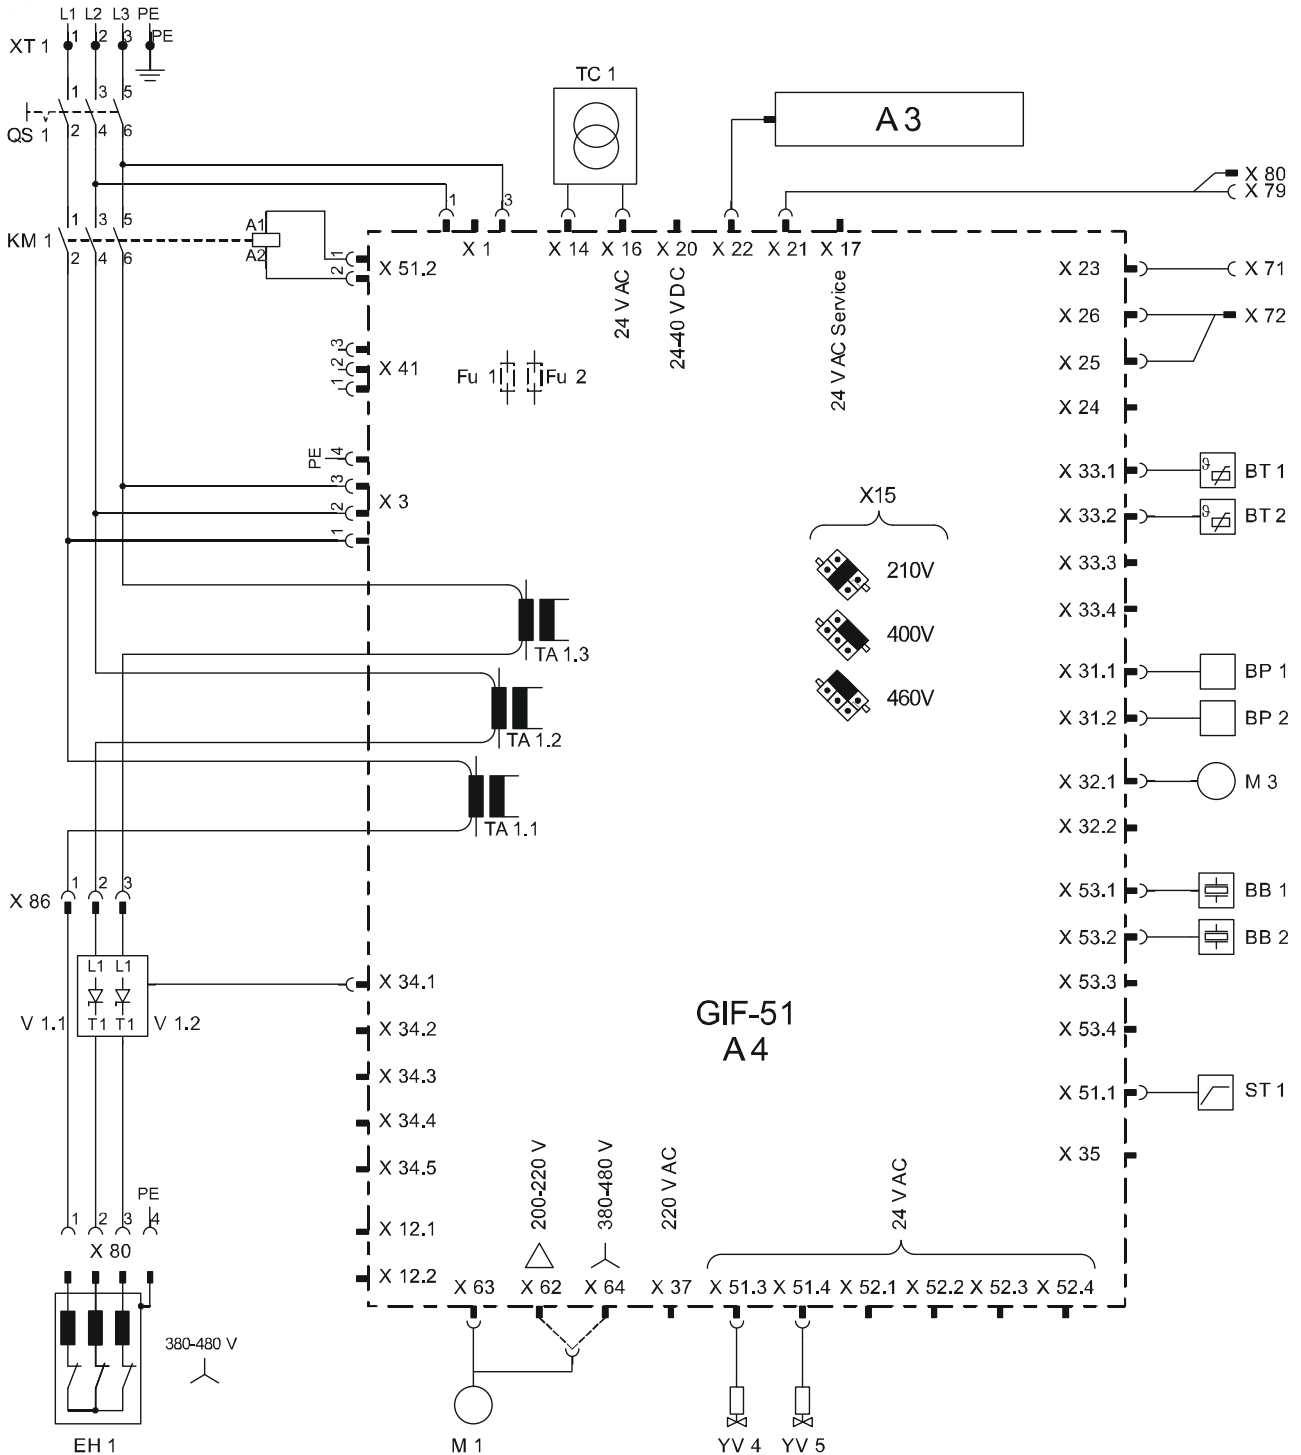 L1 L2 L3 PE
XT 1 1 2 3 PE
TC 1
A 3
1 3 5
QS 1 2 4 6
X 80
1 3 X 79
1 3 5 A1
KM 1 A2
2 4 6
X 1 X 14 X 16 X 20 X 22 X 21 X 17
1 2 X 51.2
24 V AC
24-40 V DC
24 V AC Service
X 23 X 71
X 26 X 72
X 25
X 24
3 2 1 X 41
Fu 1 Fu 2
PE 4
3 2 1 X 3
X15
210V
400V
460V
X 33.1 ϑ BT 1
X 33.2 ϑ BT 2
X 33.3
X 33.4
TA 1.3
X 31.1 BP 1
X 31.2 BP 2
TA 1.2
X 32.1 M 3
X 32.2
TA 1.1
1 2 3
X 86
X 53.1 BB 1
X 53.2 BB 2
X 53.3
X 53.4
L1 L1
V 1.1 T1 T1 V 1.2
X 34.1
X 34.2
X 34.3
X 34.4
X 34.5
X 12.1
X 12.2
GIF-51
A 4
X 51.1 ST 1
X 35
200-220 V
380-480 V
220 V AC
24 V AC
PE
1 2 3 4
X 80
X 63 X 62 X 64 X 37 X 51.3 X 51.4 X 52.1 X 52.2 X 52.3 X 52.4
380-480 V
EH 1
M 1
YV 4 YV 5